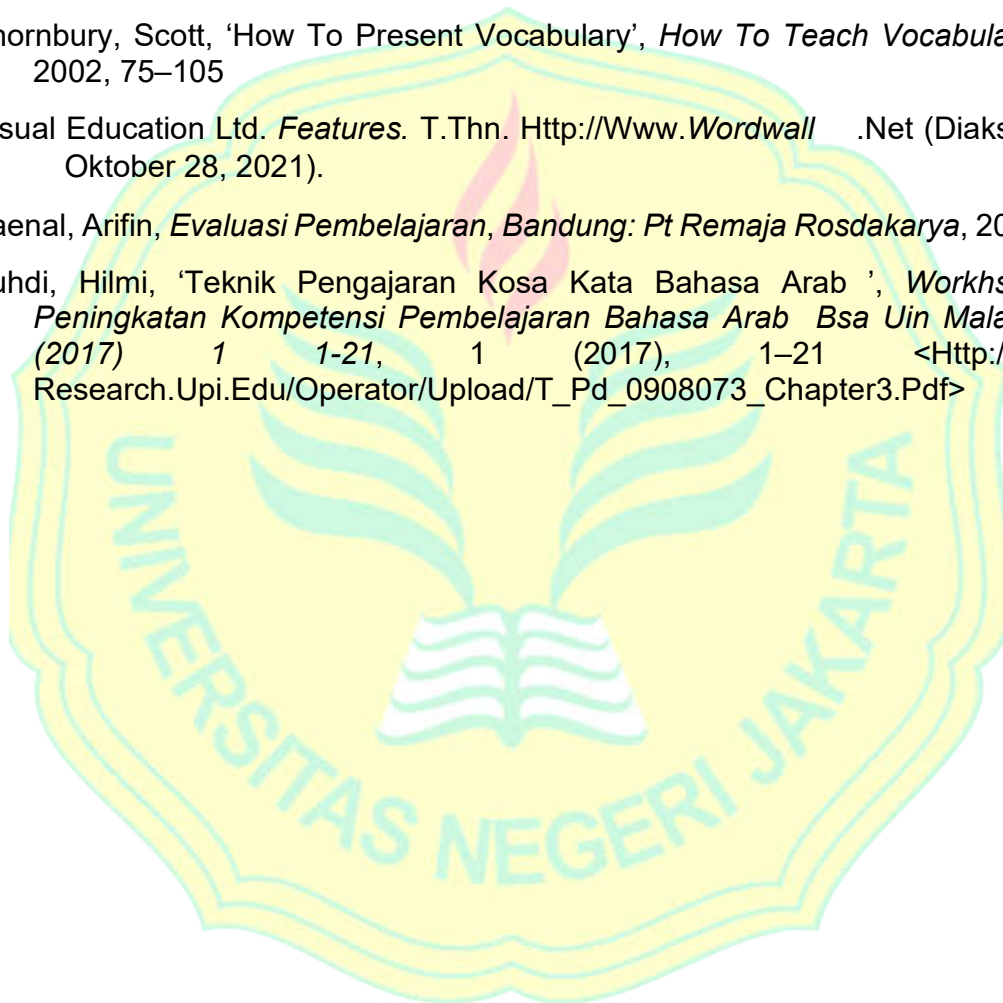 hornbury, Scott, ‘How To Present Vocabulary’, How To Teach Vocabula
2002, 75–105
sual Education Ltd. Features. T.Thn. Http://Www.Wordwall .Net (Diaks
Oktober 28, 2021).
aenal, Arifin, Evaluasi Pembelajaran, Bandung: Pt Remaja Rosdakarya, 20
uhdi, Hilmi, ‘Teknik Pengajaran Kosa Kata Bahasa Arab ’, Workhs
Peningkatan Kompetensi Pembelajaran Bahasa Arab Bsa Uin Mala
(2017) 1 1-21, 1 (2017), 1–21 <Http:/
Research.Upi.Edu/Operator/Upload/T_Pd_0908073_Chapter3.Pdf>
UNIVERSITAS NEGERI JAKARTA